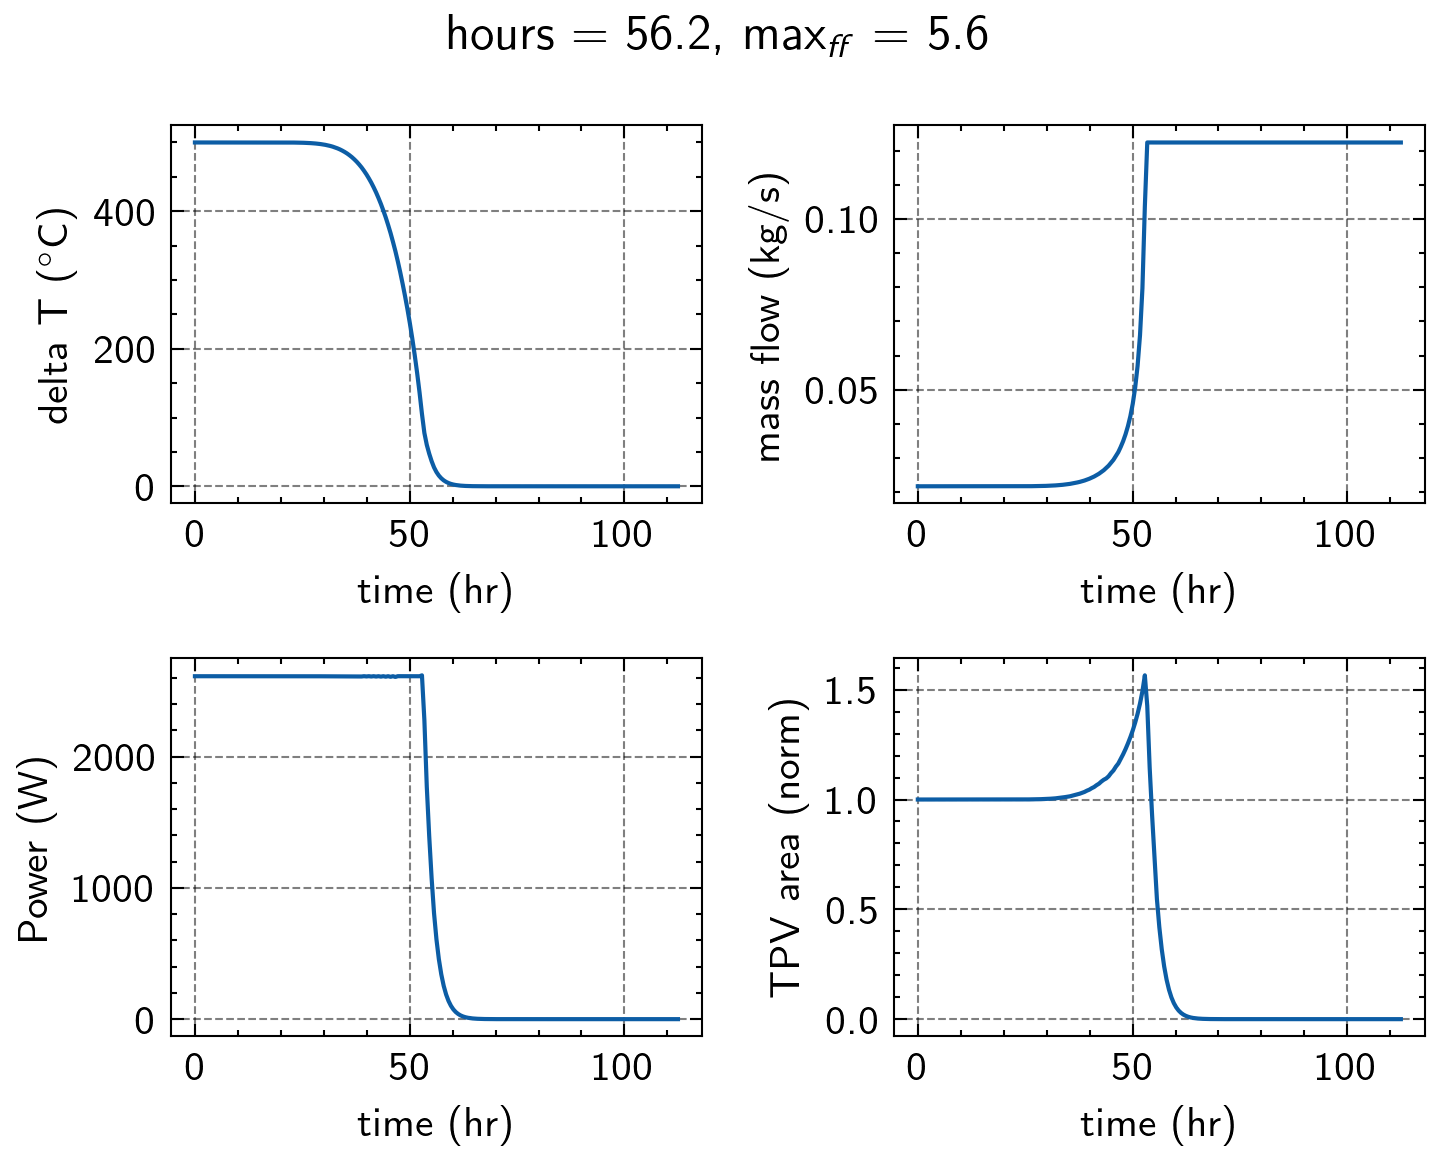 hours = 56.2, max_ff = 5.6
delta T (°C)
400
200
0
0 50 100
time (hr)
mass flow (kg/s)
0.10
0.05
0 50 100
time (hr)
Power (W)
2000
1000
0
0 50 100
time (hr)
TPV area (norm)
1.5
1.0
0.5
0.0
0 50 100
time (hr)